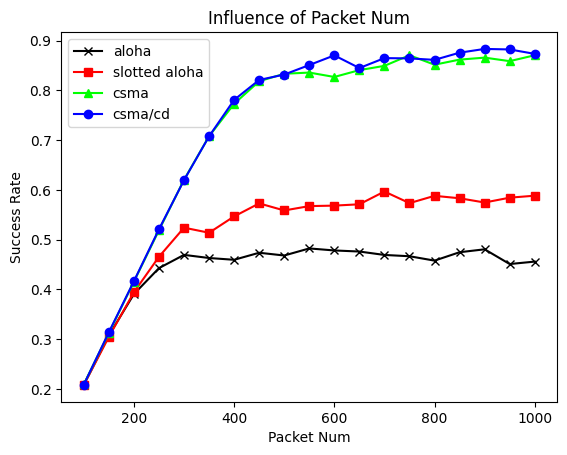 Influence of Packet Num
aloha
slotted aloha
csma
csma/cd
Success Rate
0.9
0.8
0.7
0.6
0.5
0.4
0.3
0.2
200 400 600 800 1000
Packet Num